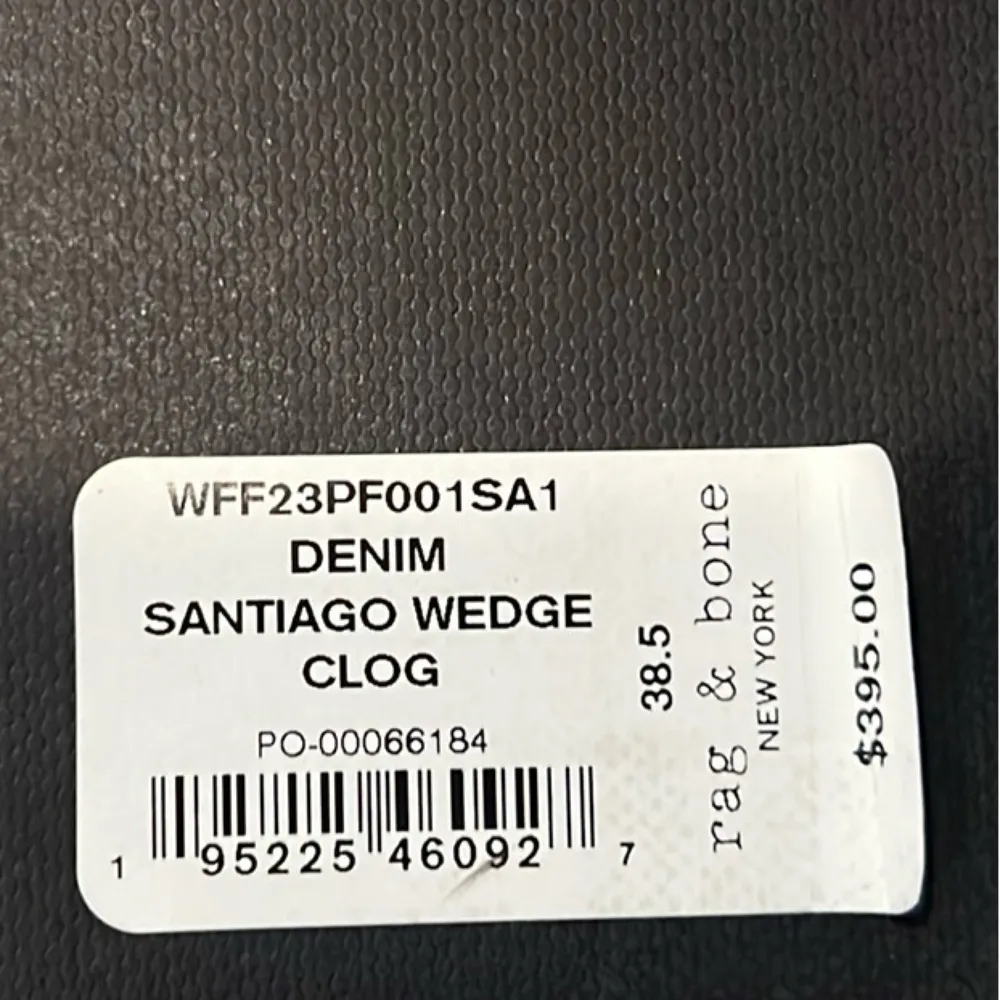 WFF23PF001SA1
DENIM
SANTIAGO WEDGE
CLOG
PO-00066184
1 95225 46092 7
38.5
rag & bone
NEW YORK
$395.00